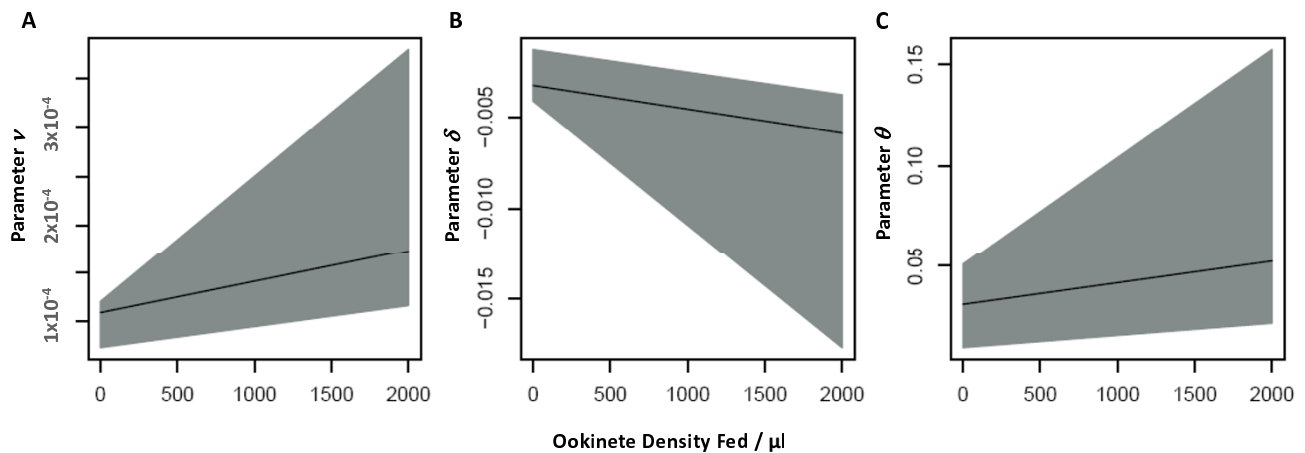 A
B
C
Parameter ν
1x10⁻⁴
2x10⁻⁴
3x10⁻⁴
0
500
1000
1500
2000
Parameter δ
−0.005
−0.010
−0.015
0
500
1000
1500
2000
Parameter θ
0.05
0.10
0.15
0
500
1000
1500
2000
Ookinete Density Fed / µl